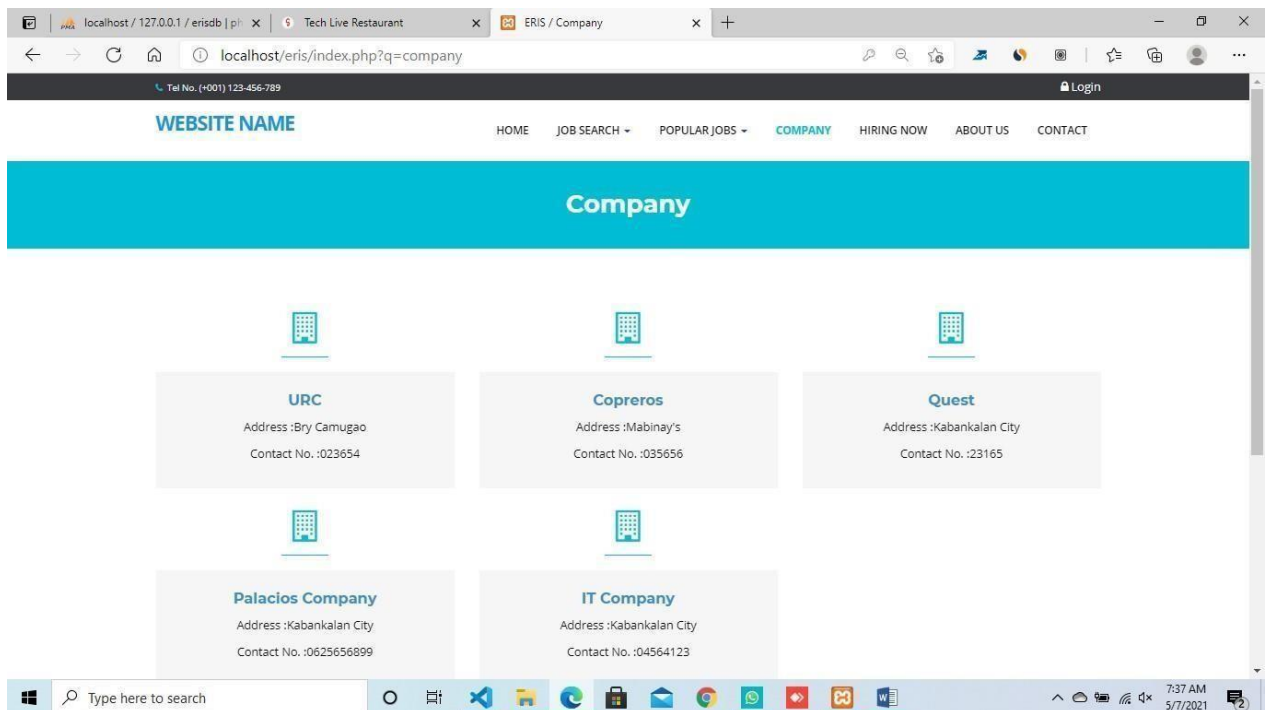 localhost / 127.0.0.1 / erisdb | ph
Tech Live Restaurant
ERIS / Company
localhost/eris/index.php?q=company
Tel No. (+001) 123-456-789
Login
WEBSITE NAME
HOME
JOB SEARCH
POPULAR JOBS
COMPANY
HIRING NOW
ABOUT US
CONTACT
Company
URC
Address :Bry Camugao
Contact No. :023654
Copreros
Address :Mabinay's
Contact No. :035656
Quest
Address :Kabankalan City
Contact No. :23165
Palacios Company
Address :Kabankalan City
Contact No. :0625656899
IT Company
Address :Kabankalan City
Contact No. :04564123
Type here to search
7:37 AM
5/7/2021
2